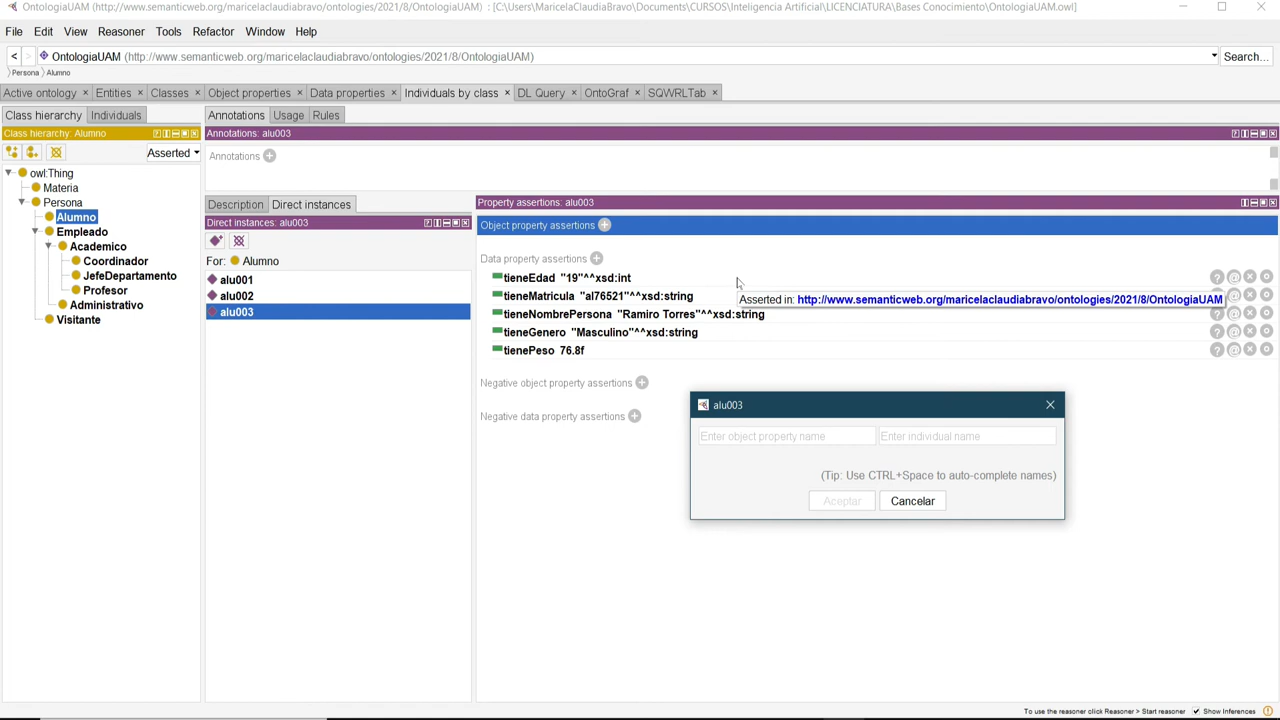 OntologiaUAM (http://www.semanticweb.org/maricelaclaudiabravo/ontologies/2021/8/OntologiaUAM) : [C:\Users\MaricelaClaudiaBravo\Documents\CURSOS\Inteligencia Artificial\LICENCIATURA\Bases Conocimiento\OntologiaUAM.owl]
File Edit View Reasoner Tools Refactor Window Help
< > OntologiaUAM (http://www.semanticweb.org/maricelaclaudiabravo/ontologies/2021/8/OntologiaUAM) Search...
Persona Alumno
Active ontology × Entities × Classes × Object properties × Data properties × Individuals by class × DL Query × OntoGraf × SQWRLTab ×
Class hierarchy Individuals
Class hierarchy: Alumno
Asserted
owl:Thing
Materia
Persona
Alumno
Empleado
Academico
Coordinador
JefeDepartamento
Profesor
Administrativo
Visitante
Annotations Usage Rules
Annotations: alu003
Annotations
Description Direct instances
Direct instances: alu003
For: Alumno
alu001
alu002
alu003
Property assertions: alu003
Object property assertions
Data property assertions
tieneEdad "19"^^xsd:int
tieneMatricula "al76521"^^xsd:string
Asserted in: http://www.semanticweb.org/maricelaclaudiabravo/ontologies/2021/8/OntologiaUAM
tieneNombrePersona "Ramiro Torres"^^xsd:string
tieneGenero "Masculino"^^xsd:string
tienePeso 76.8f
Negative object property assertions
Negative data property assertions
alu003
Enter object property name Enter individual name
(Tip: Use CTRL+Space to auto-complete names)
Aceptar Cancelar
To use the reasoner click Reasoner > Start reasoner Show Inferences